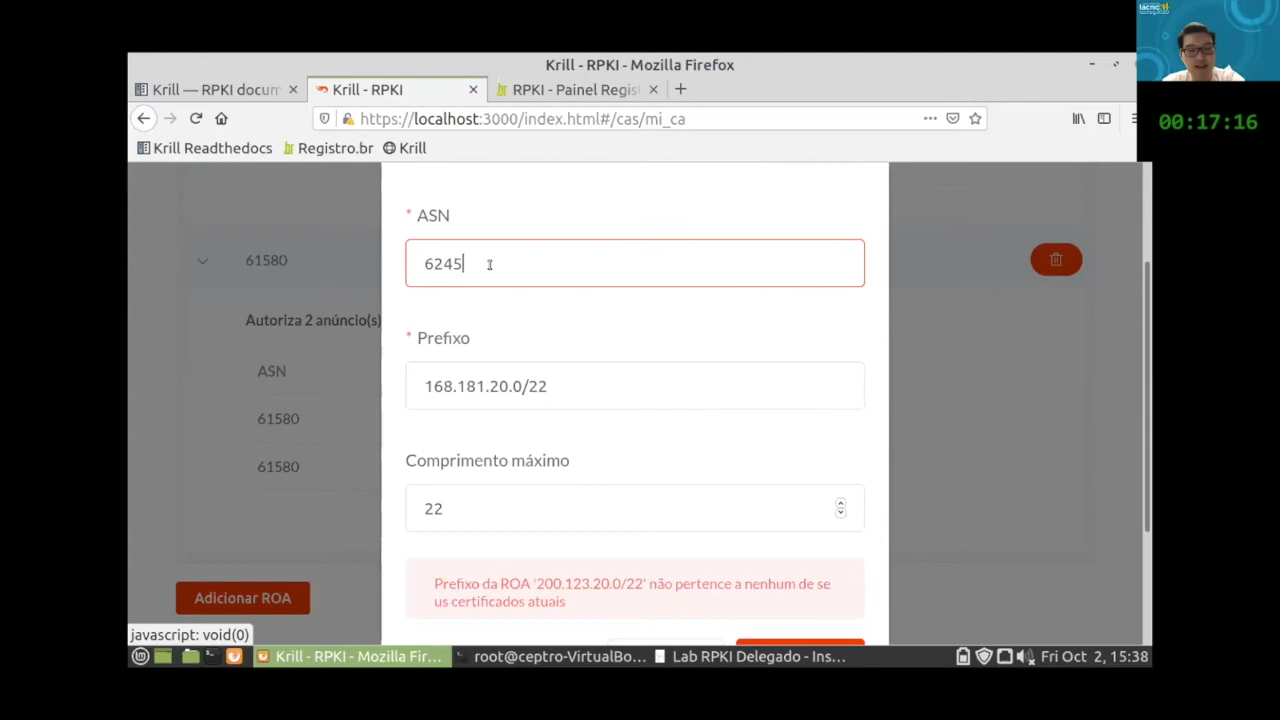 lacnic
Krill - RPKI - Mozilla Firefox
Krill — RPKI docum
Krill - RPKI
RPKI - Painel Regist
00:17:16
https://localhost:3000/index.html#/cas/mi_ca
Krill Readthedocs
Registro.br
Krill
* ASN
6245
61580
Autoriza 2 anúncio(s)
* Prefixo
ASN
168.181.20.0/22
61580
Comprimento máximo
61580
22
Prefixo da ROA '200.123.20.0/22' não pertence a nenhum de se
us certificados atuais
Adicionar ROA
javascript: void(0)
Krill - RPKI - Mozilla Fir...
root@ceptro-VirtualBo...
Lab RPKI Delegado - Ins...
Fri Oct 2, 15:38